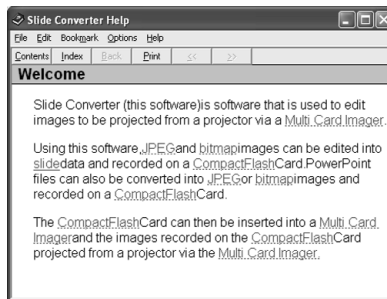 Slide Converter Help
File Edit Bookmark Options Help
Contents Index Back Print << >>
Welcome
Slide Converter (this software)is software that is used to edit
images to be projected from a projector via a Multi Card Imager.
Using this software,JPEGand bitmapimages can be edited into
slidedata and recorded on a CompactFlashCard.PowerPoint
files can also be converted into JPEGor bitmapimages and
recorded on a CompactFlashCard.
The CompactFlashCard can then be inserted into a Multi Card
Imagerand the images recorded on the CompactFlashCard
projected from a projector via the Multi Card Imager.